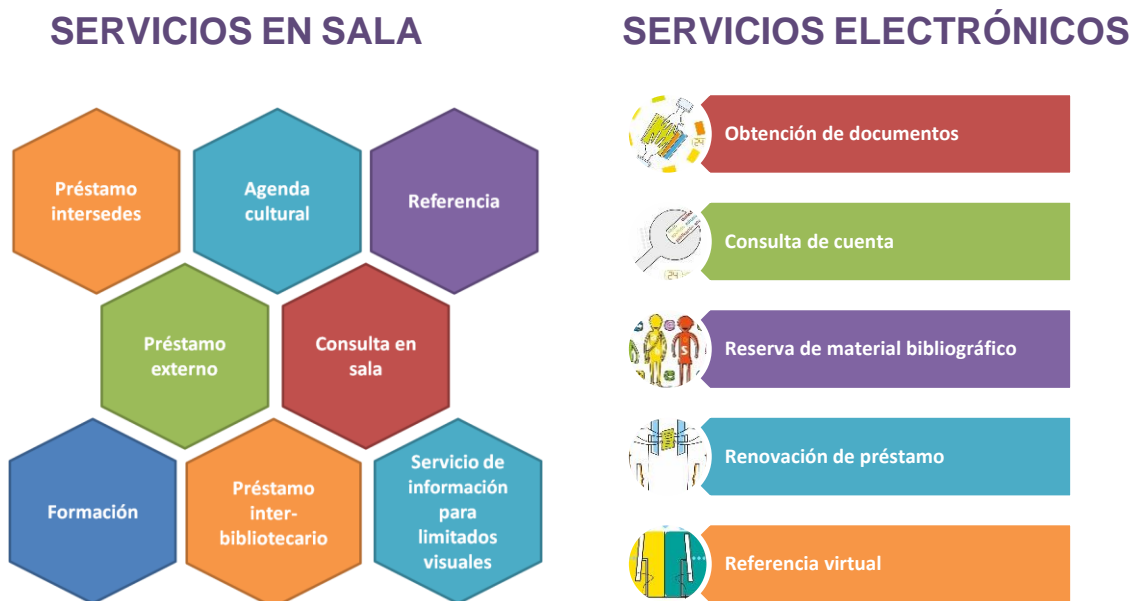 SERVICIOS EN SALA
Préstamo
intersedes
Agenda
cultural
Referencia
Préstamo
externo
Consulta en
sala
Formación
Préstamo
inter-
bibliotecario
Servicio de
información
para
limitados
visuales
SERVICIOS ELECTRÓNICOS
Obtención de documentos
Consulta de cuenta
Reserva de material bibliográfico
Renovación de préstamo
Referencia virtual
24
24
S